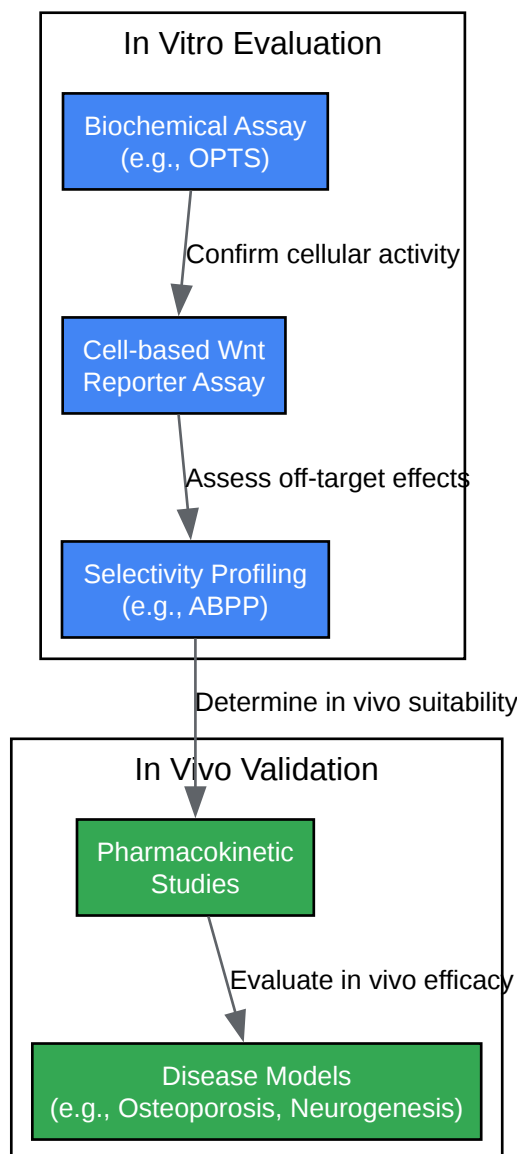 In Vitro Evaluation
Biochemical Assay
(e.g., OPTS)
Confirm cellular activity
Cell-based Wnt
Reporter Assay
Assess off-target effects
Selectivity Profiling
(e.g., ABPP)
Determine in vivo suitability
In Vivo Validation
Pharmacokinetic
Studies
Evaluate in vivo efficacy
Disease Models
(e.g., Osteoporosis, Neurogenesis)